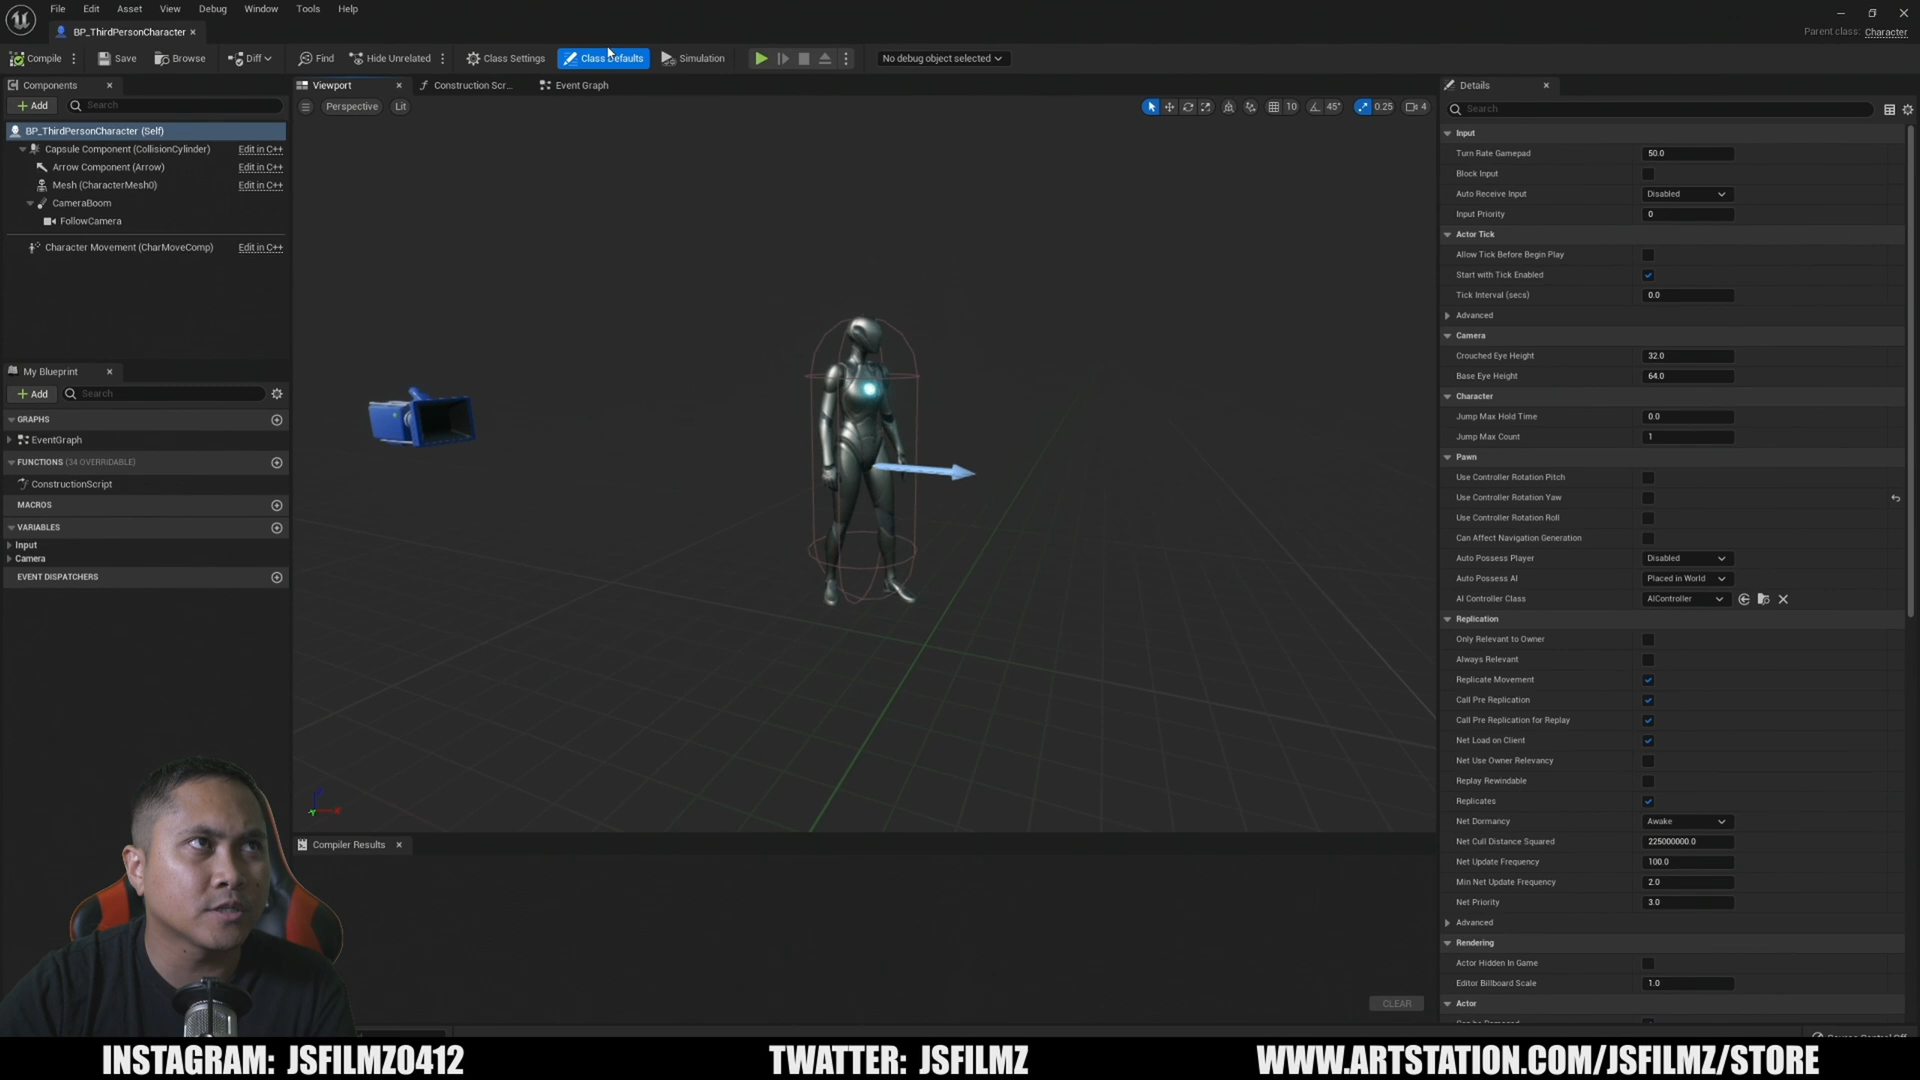 File Edit Asset View Debug Window Tools Help
BP_ThirdPersonCharacter
Parent class: Character
Compile Save Browse Diff Find Hide Unrelated Class Settings Class Defaults Simulation No debug object selected
Components
Add Search
BP_ThirdPersonCharacter (Self)
Capsule Component (CollisionCylinder) Edit in C++
Arrow Component (Arrow) Edit in C++
Mesh (CharacterMesh0) Edit in C++
CameraBoom
FollowCamera
Character Movement (CharMoveComp) Edit in C++
My Blueprint
Add Search
GRAPHS
EventGraph
FUNCTIONS (34 OVERRIDABLE)
ConstructionScript
MACROS
VARIABLES
Input
Camera
EVENT DISPATCHERS
Viewport Construction Scr... Event Graph
Perspective Lit 10 45° 0.25 4
Compiler Results
CLEAR
Details
Search
Input
Turn Rate Gamepad 50.0
Block Input
Auto Receive Input Disabled
Input Priority 0
Actor Tick
Allow Tick Before Begin Play
Start with Tick Enabled
Tick Interval (secs) 0.0
Advanced
Camera
Crouched Eye Height 32.0
Base Eye Height 64.0
Character
Jump Max Hold Time 0.0
Jump Max Count 1
Pawn
Use Controller Rotation Pitch
Use Controller Rotation Yaw
Use Controller Rotation Roll
Can Affect Navigation Generation
Auto Possess Player Disabled
Auto Possess AI Placed in World
AI Controller Class AIController
Replication
Only Relevant to Owner
Always Relevant
Replicate Movement
Call Pre Replication
Call Pre Replication for Replay
Net Load on Client
Net Use Owner Relevancy
Replay Rewindable
Replicates
Net Dormancy Awake
Net Cull Distance Squared 225000000.0
Net Update Frequency 100.0
Min Net Update Frequency 2.0
Net Priority 3.0
Advanced
Rendering
Actor Hidden In Game
Editor Billboard Scale 1.0
Actor
INSTAGRAM: JSFILMZ0412 TWATTER: JSFILMZ WWW.ARTSTATION.COM/JSFILMZ/STORE